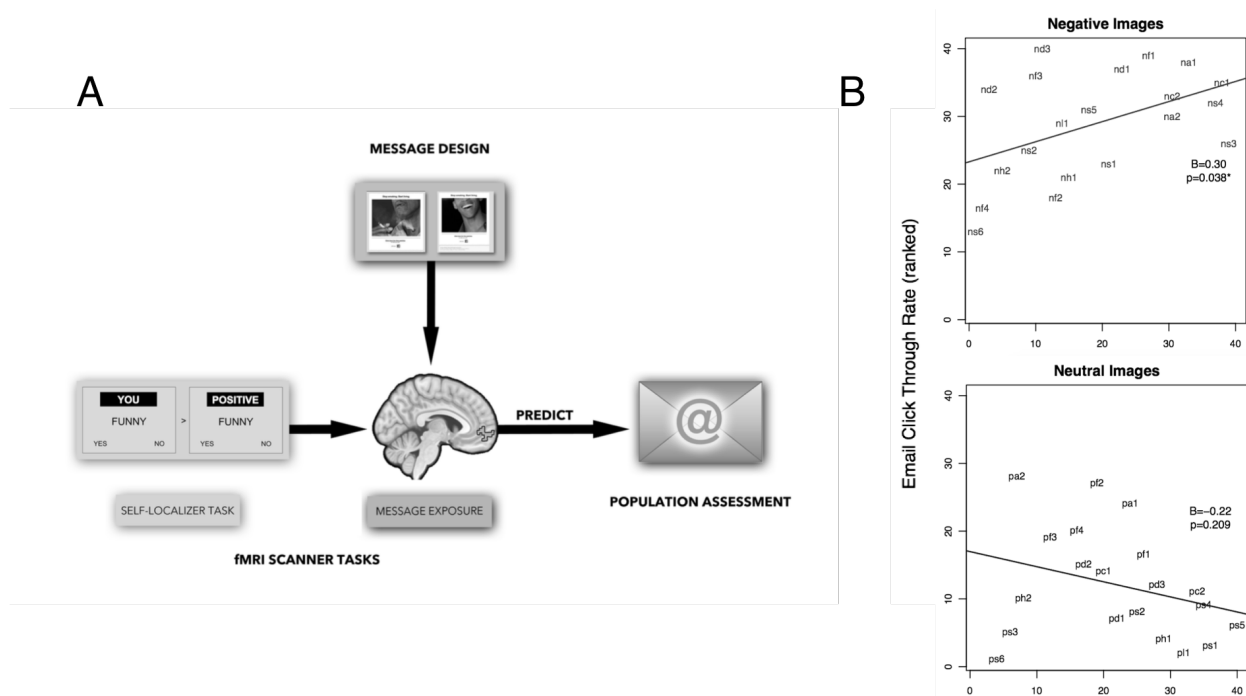 A
MESSAGE DESIGN
YOU
FUNNY
YES NO
>
POSITIVE
FUNNY
YES NO
SELF-LOCALIZER TASK
MESSAGE EXPOSURE
fMRI SCANNER TASKS
PREDICT
@
POPULATION ASSESSMENT
B
Email Click Through Rate (ranked)
Negative Images
40
30
20
10
0
nd3
nf1
na1
nd1
nf3
nc1
nd2
nc2
ns4
ns5
na2
nl1
ns3
ns2
ns1
nh2
nh1
nf2
nf4
ns6
B=0.30
p=0.038*
0 10 20 30 40
Neutral Images
40
30
20
10
0
pa2
pf2
pa1
pf4
pf3
pf1
pd2
pc1
pd3
pc2
ph2
ps4
ps2
pd1
ps5
ps3
ph1
ps1
pl1
ps6
B=−0.22
p=0.209
0 10 20 30 40